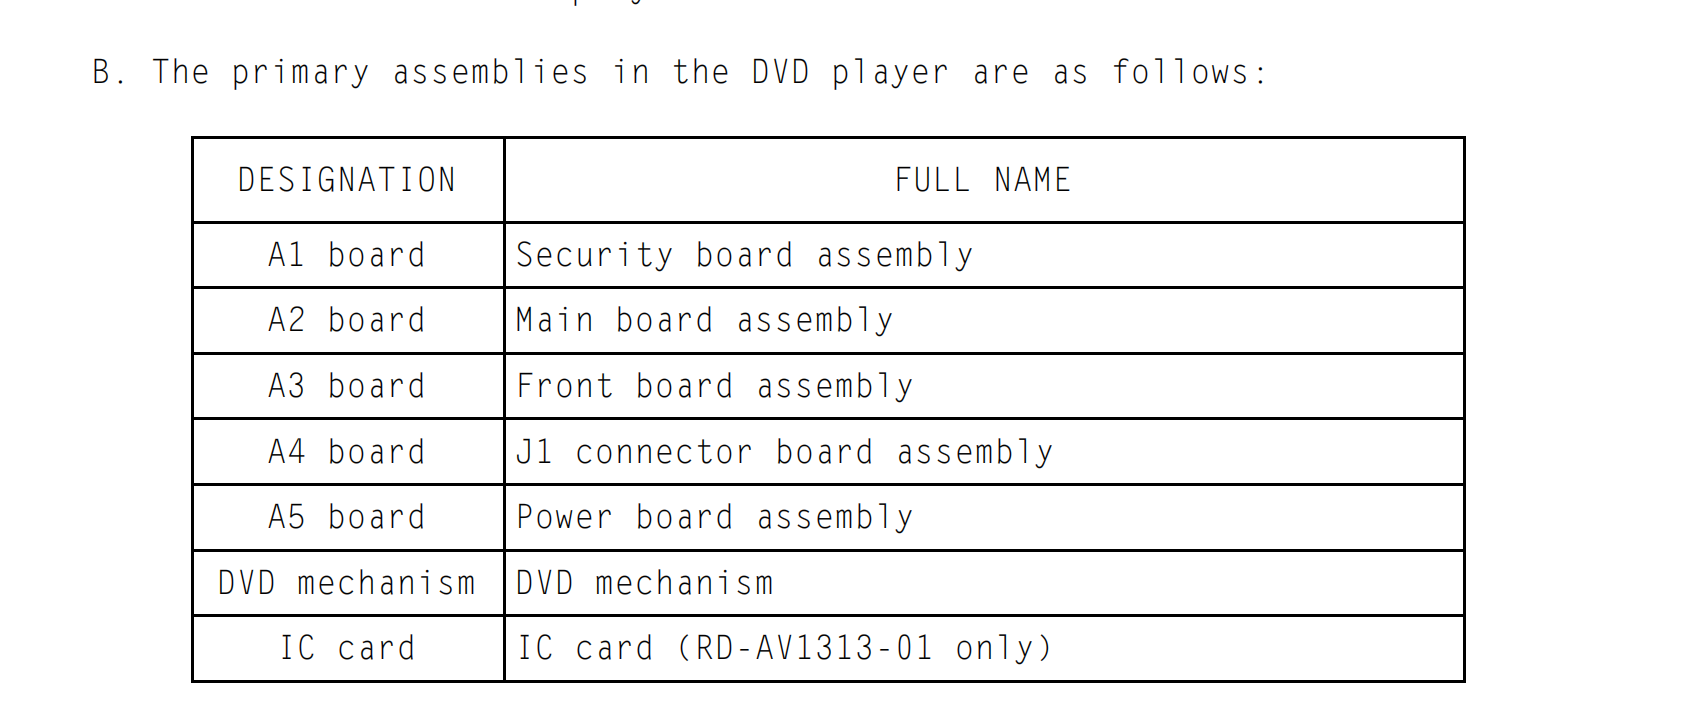 B. The primary assemblies in the DVD player are as follows:
DESIGNATION FULL NAME
A1 board Security board assembly
A2 board Main board assembly
A3 board Front board assembly
A4 board J1 connector board assembly
A5 board Power board assembly
DVD mechanism DVD mechanism
IC card IC card (RD-AV1313-01 only)